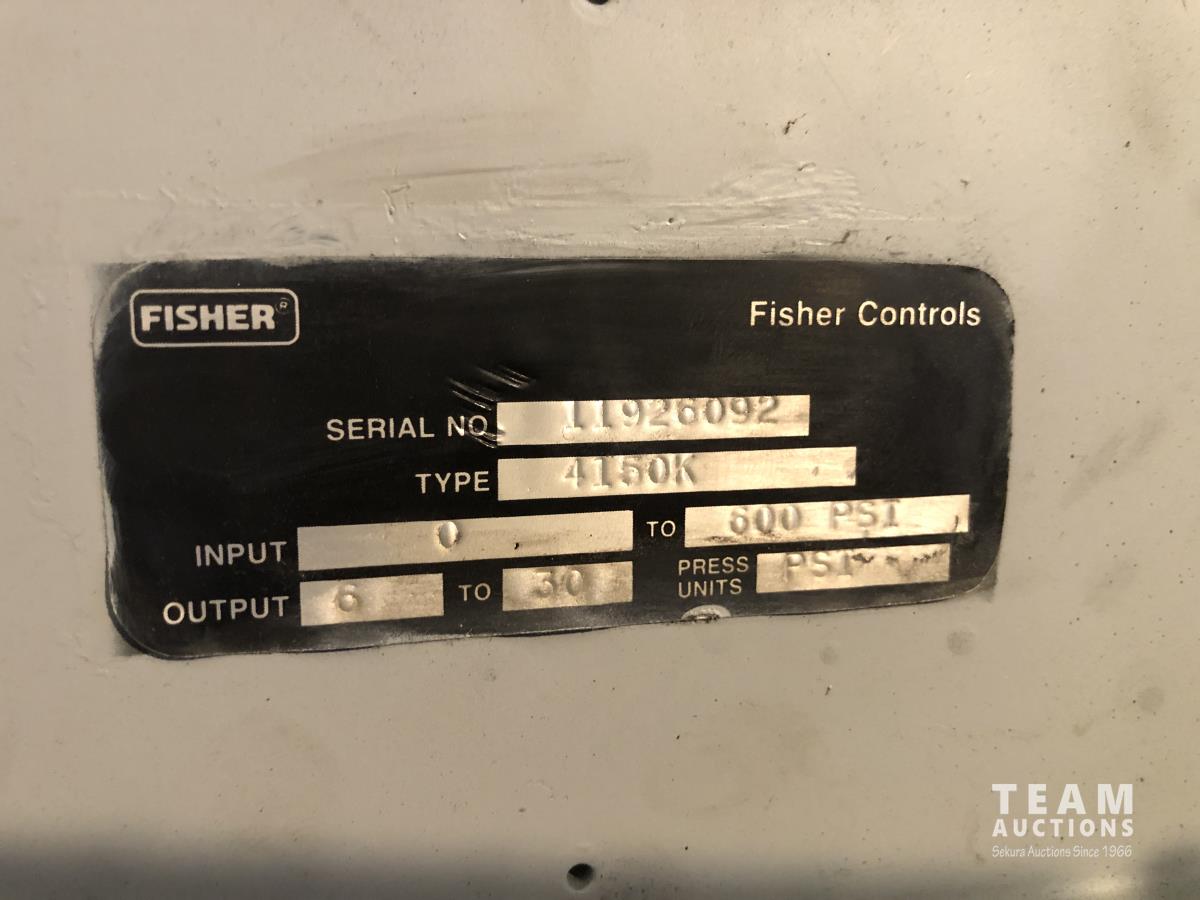 FISHER®
Fisher Controls
SERIAL NO 11926092
TYPE 4150K
INPUT 0 TO 600 PSI
OUTPUT 6 TO 30 PRESS UNITS PSI
TEAM
AUCTIONS
Sekura Auctions Since 1966